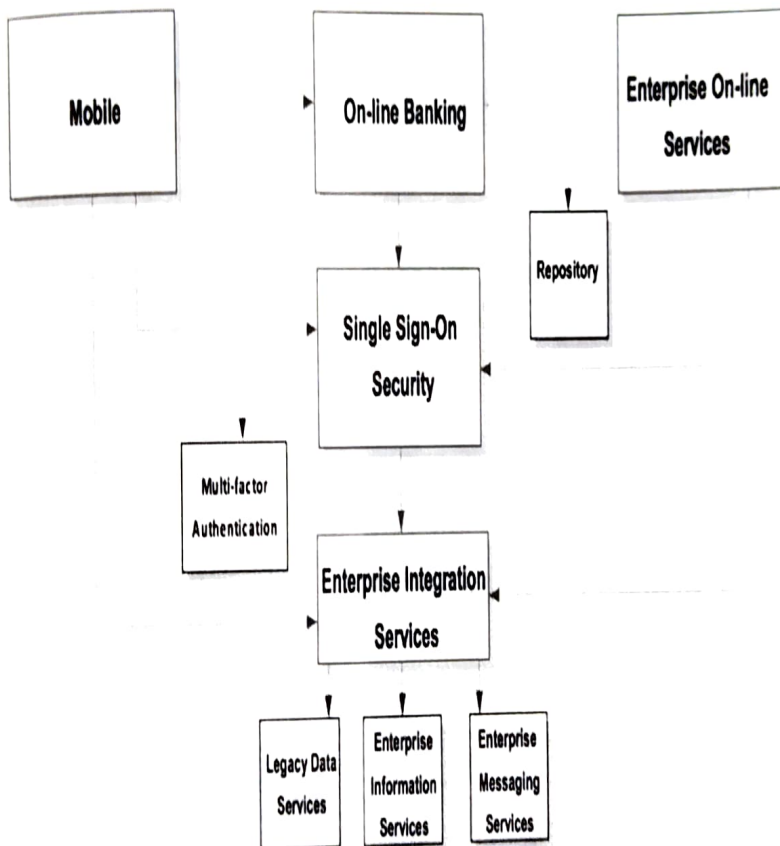 Mobile
On-line Banking
Enterprise On-line
Services
Repository
Single Sign-On
Security
Multi-factor
Authentication
Enterprise Integration
Services
Legacy Data
Services
Enterprise
Information
Services
Enterprise
Messaging
Services